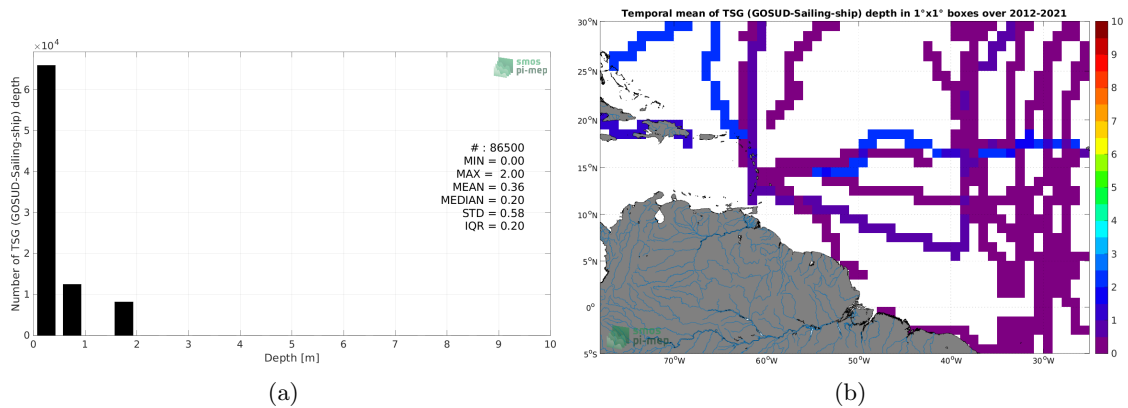 ×10⁴
Number of TSG (GOSUD-Sailing-ship) depth
6
5
4
3
2
1
0
0 1 2 3 4 5 6 7 8 9 10
Depth [m]
smos
pi-mep
# : 86500
MIN = 0.00
MAX = 2.00
MEAN = 0.36
MEDIAN = 0.20
STD = 0.58
IQR = 0.20
(a)
Temporal mean of TSG (GOSUD-Sailing-ship) depth in 1°x1° boxes over 2012-2021
30°N
25°N
20°N
15°N
10°N
5°N
0°
5°S
70°W 60°W 50°W 40°W 30°W
smos
pi-mep
10
9
8
7
6
5
4
3
2
1
0
(b)